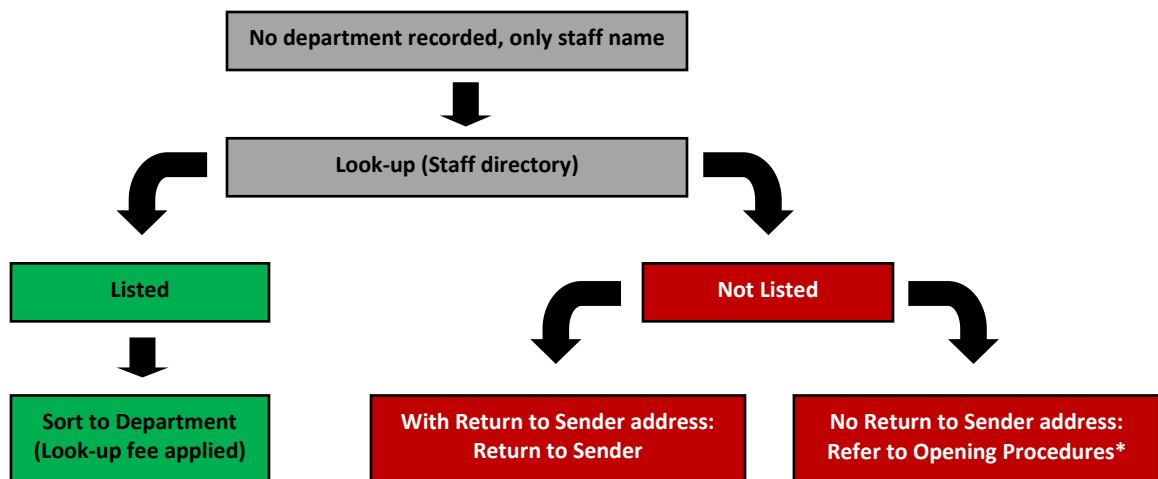 No department recorded, only staff name
Look-up (Staff directory)
Listed
Not Listed
Sort to Department
(Look-up fee applied)
With Return to Sender address:
Return to Sender
No Return to Sender address:
Refer to Opening Procedures*